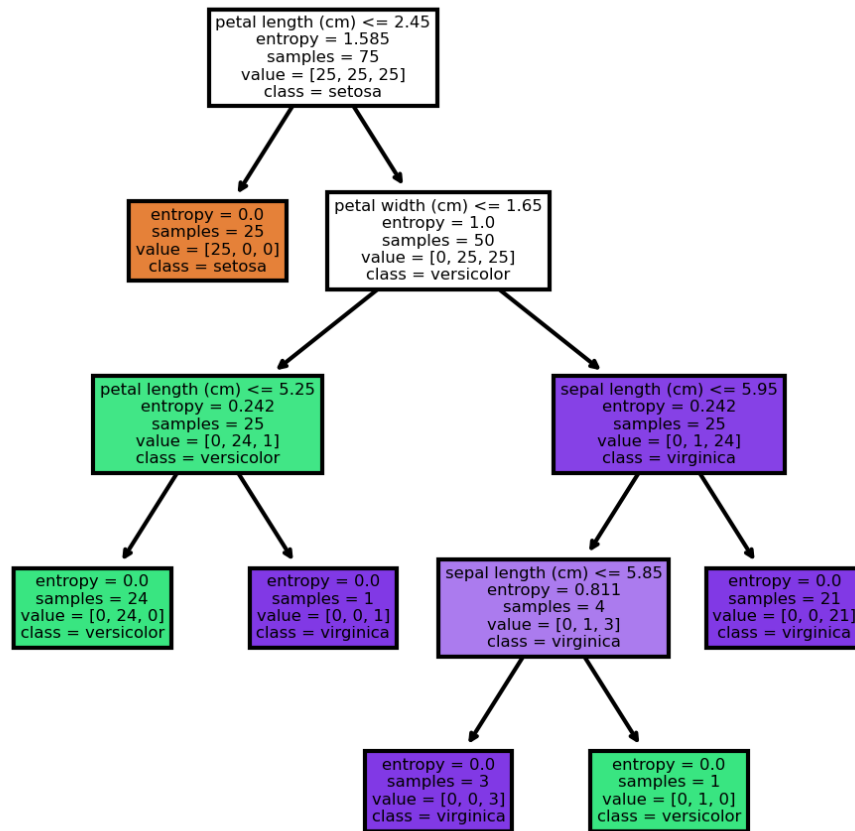 petal length (cm) <= 2.45
entropy = 1.585
samples = 75
value = [25, 25, 25]
class = setosa
entropy = 0.0
samples = 25
value = [25, 0, 0]
class = setosa
petal width (cm) <= 1.65
entropy = 1.0
samples = 50
value = [0, 25, 25]
class = versicolor
petal length (cm) <= 5.25
entropy = 0.242
samples = 25
value = [0, 24, 1]
class = versicolor
sepal length (cm) <= 5.95
entropy = 0.242
samples = 25
value = [0, 1, 24]
class = virginica
entropy = 0.0
samples = 24
value = [0, 24, 0]
class = versicolor
entropy = 0.0
samples = 1
value = [0, 0, 1]
class = virginica
sepal length (cm) <= 5.85
entropy = 0.811
samples = 4
value = [0, 1, 3]
class = virginica
entropy = 0.0
samples = 21
value = [0, 0, 21]
class = virginica
entropy = 0.0
samples = 3
value = [0, 0, 3]
class = virginica
entropy = 0.0
samples = 1
value = [0, 1, 0]
class = versicolor